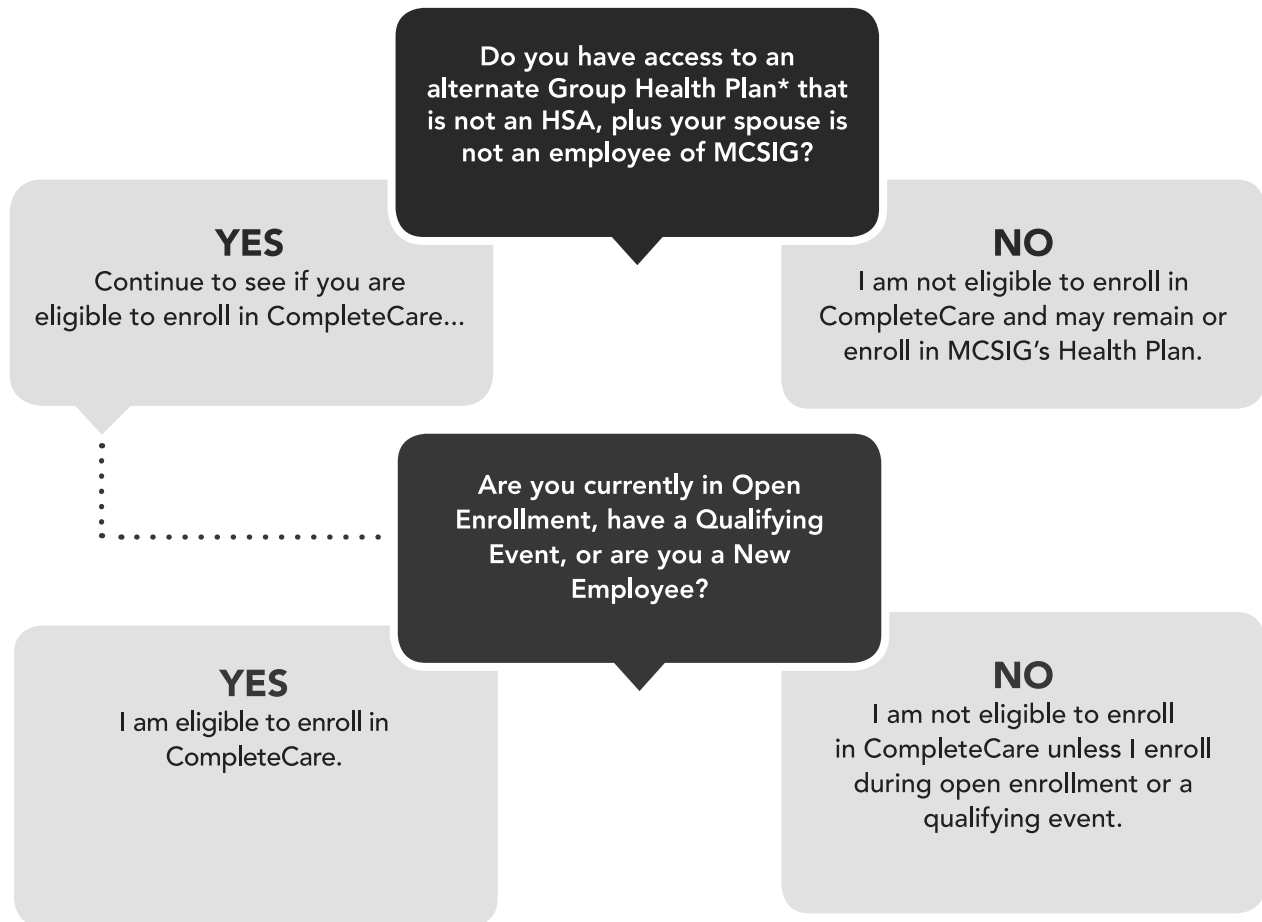 Do you have access to an
alternate Group Health Plan* that
is not an HSA, plus your spouse is
not an employee of MCSIG?
YES
Continue to see if you are
eligible to enroll in CompleteCare...
NO
I am not eligible to enroll in
CompleteCare and may remain or
enroll in MCSIG's Health Plan.
Are you currently in Open
Enrollment, have a Qualifying
Event, or are you a New
Employee?
YES
I am eligible to enroll in
CompleteCare.
NO
I am not eligible to enroll
in CompleteCare unless I enroll
during open enrollment or a
qualifying event.